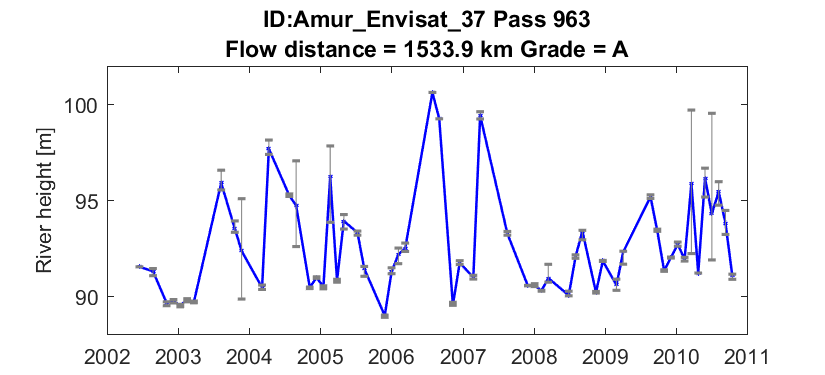 ID:Amur_Envisat_37 Pass 963
Flow distance = 1533.9 km Grade = A
River height [m]
100
95
90
2002 2003 2004 2005 2006 2007 2008 2009 2010 2011